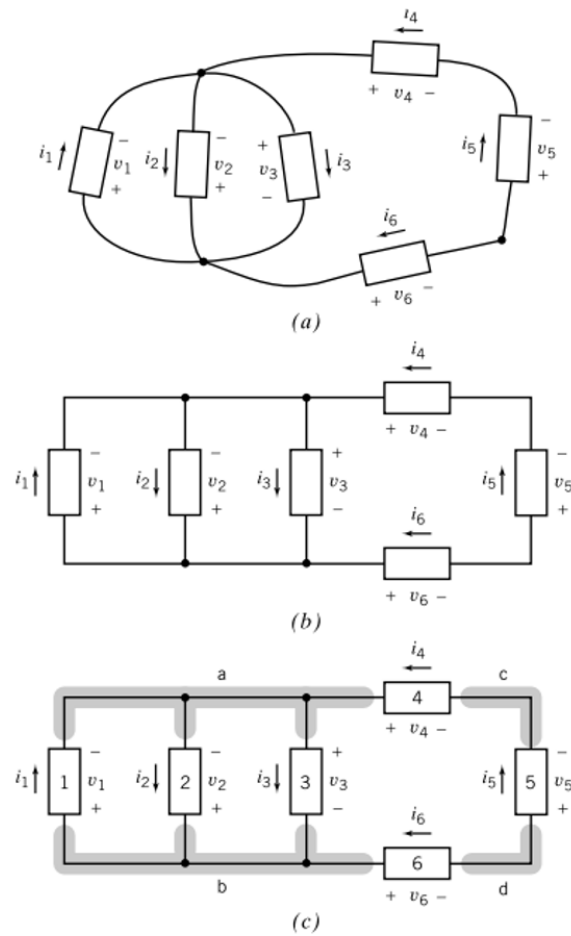 i4
+ v4 −
i1 − v1 +
i2 − v2 +
+ v3 − i3
i5 − v5 +
i6
+ v6 −
(a)
i4
+ v4 −
i1 − v1 +
i2 − v2 +
i3 + v3 −
i5 − v5 +
i6
+ v6 −
(b)
i4
a 4 c
+ v4 −
i1 1 − v1 +
i2 2 − v2 +
i3 3 + v3 −
i5 5 − v5 +
i6
b 6 d
+ v6 −
(c)